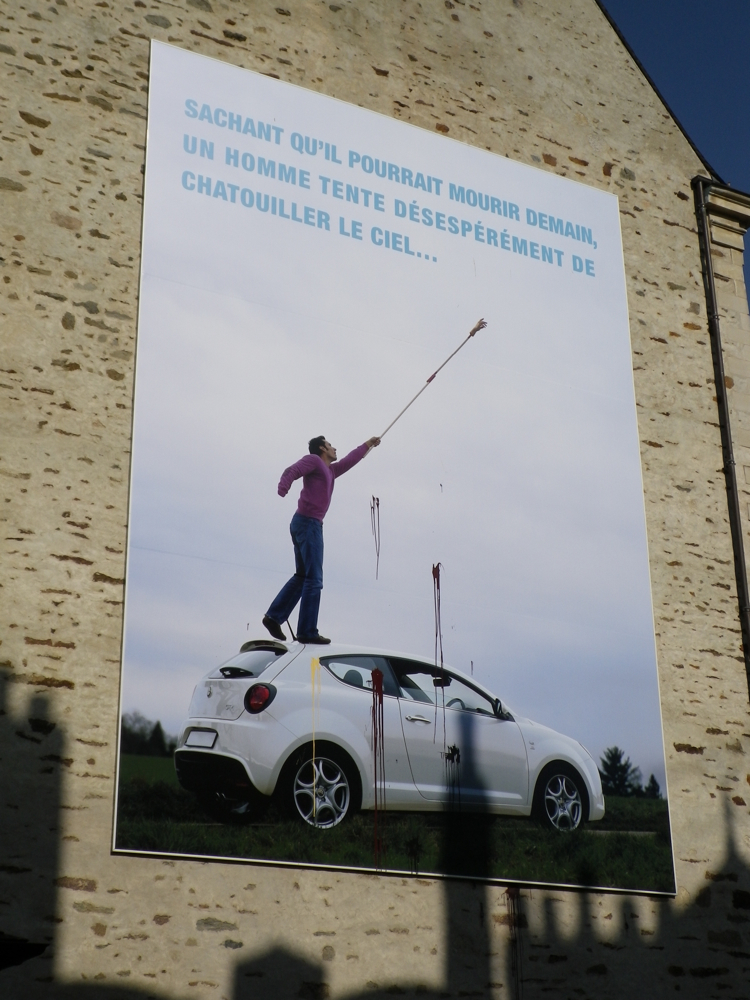 SACHANT QU'IL POURRAIT MOURIR DEMAIN,
UN HOMME TENTE DÉSESPÉRÉMENT DE
CHATOUILLER LE CIEL...